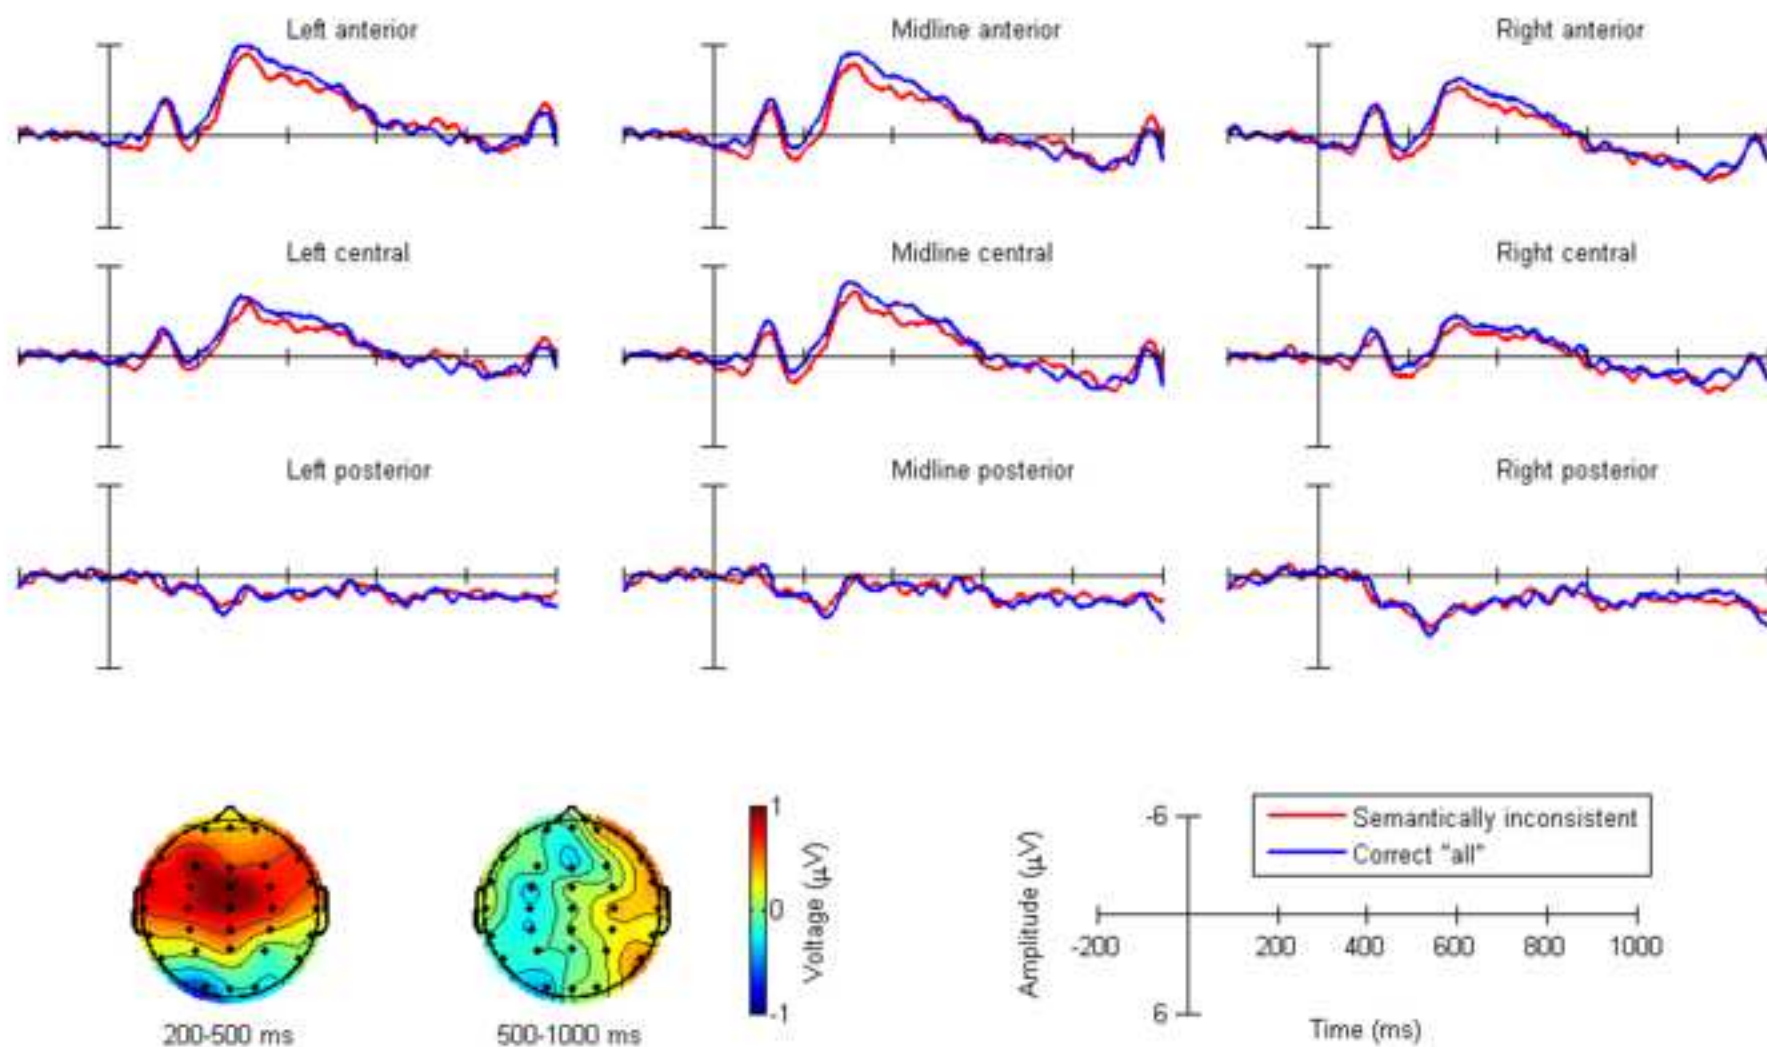 Left anterior
Midline anterior
Right anterior
Left central
Midline central
Right central
Left posterior
Midline posterior
Right posterior
200-500 ms
500-1000 ms
1
0
-1
Voltage (μV)
Amplitude (μV)
-6
6
Semantically inconsistent
Correct "all"
-200 200 400 600 800 1000
Time (ms)